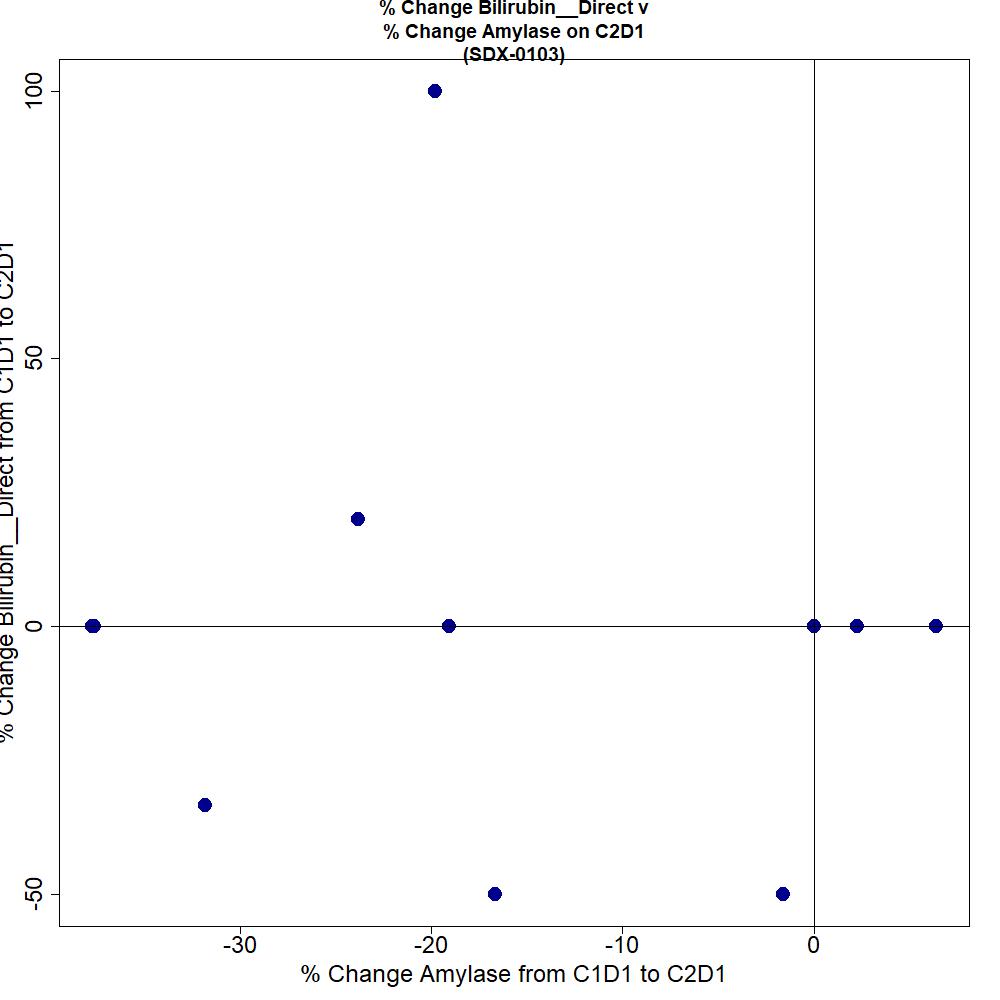 % Change Bilirubin__Direct v
% Change Amylase on C2D1
(SDX-0103)
% Change Bilirubin__Direct from C1D1 to C2D1
100
50
0
-50
-30
-20
-10
0
% Change Amylase from C1D1 to C2D1